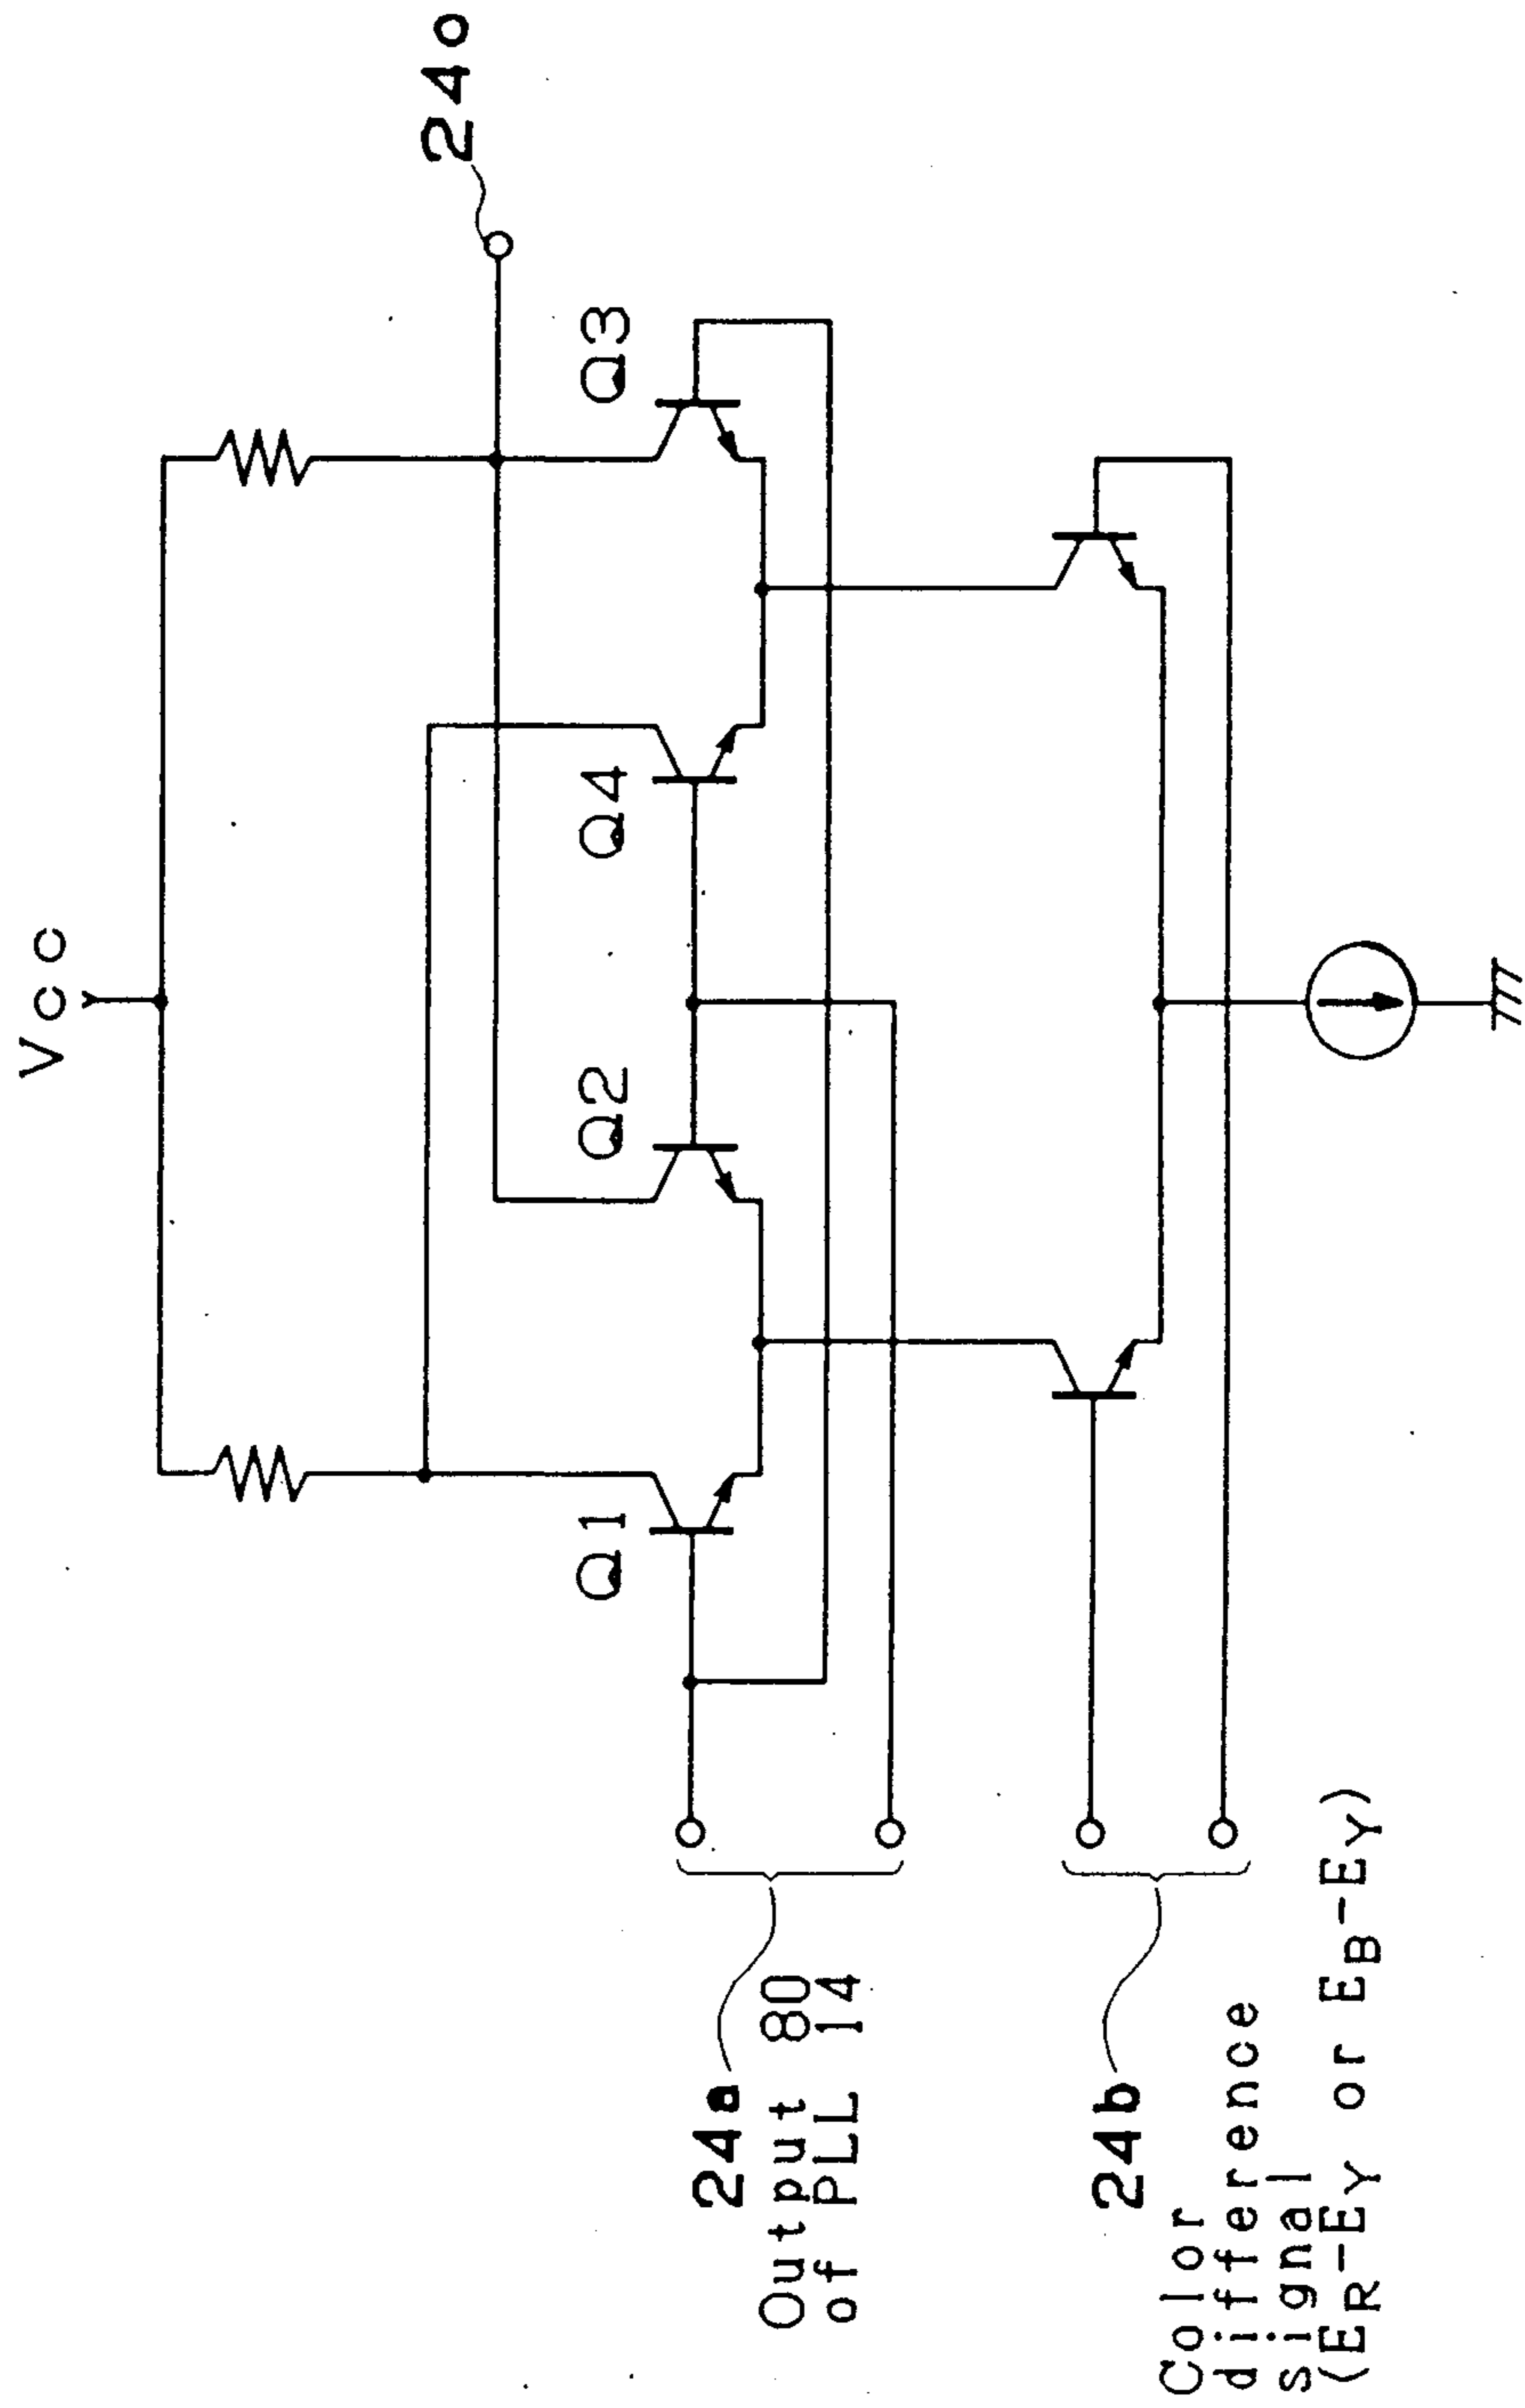 Vcc
24o
Q1
Q2
Q4
Q3
24a
Output 80
of PLL 14
24b
Color
difference
signal
(ER-EY or EB-EY)